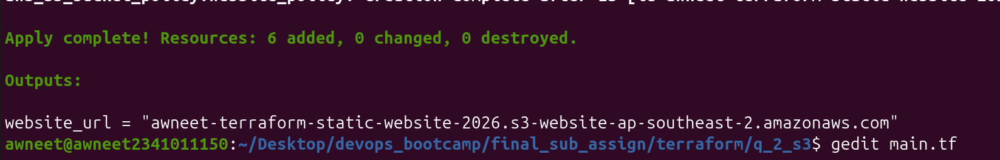 Apply complete! Resources: 6 added, 0 changed, 0 destroyed.
Outputs:
website_url = "awneet-terraform-static-website-2026.s3-website-ap-southeast-2.amazonaws.com"
awneet@awneet2341011150:~/Desktop/devops_bootcamp/final_sub_assign/terraform/q_2_s3$ gedit main.tf